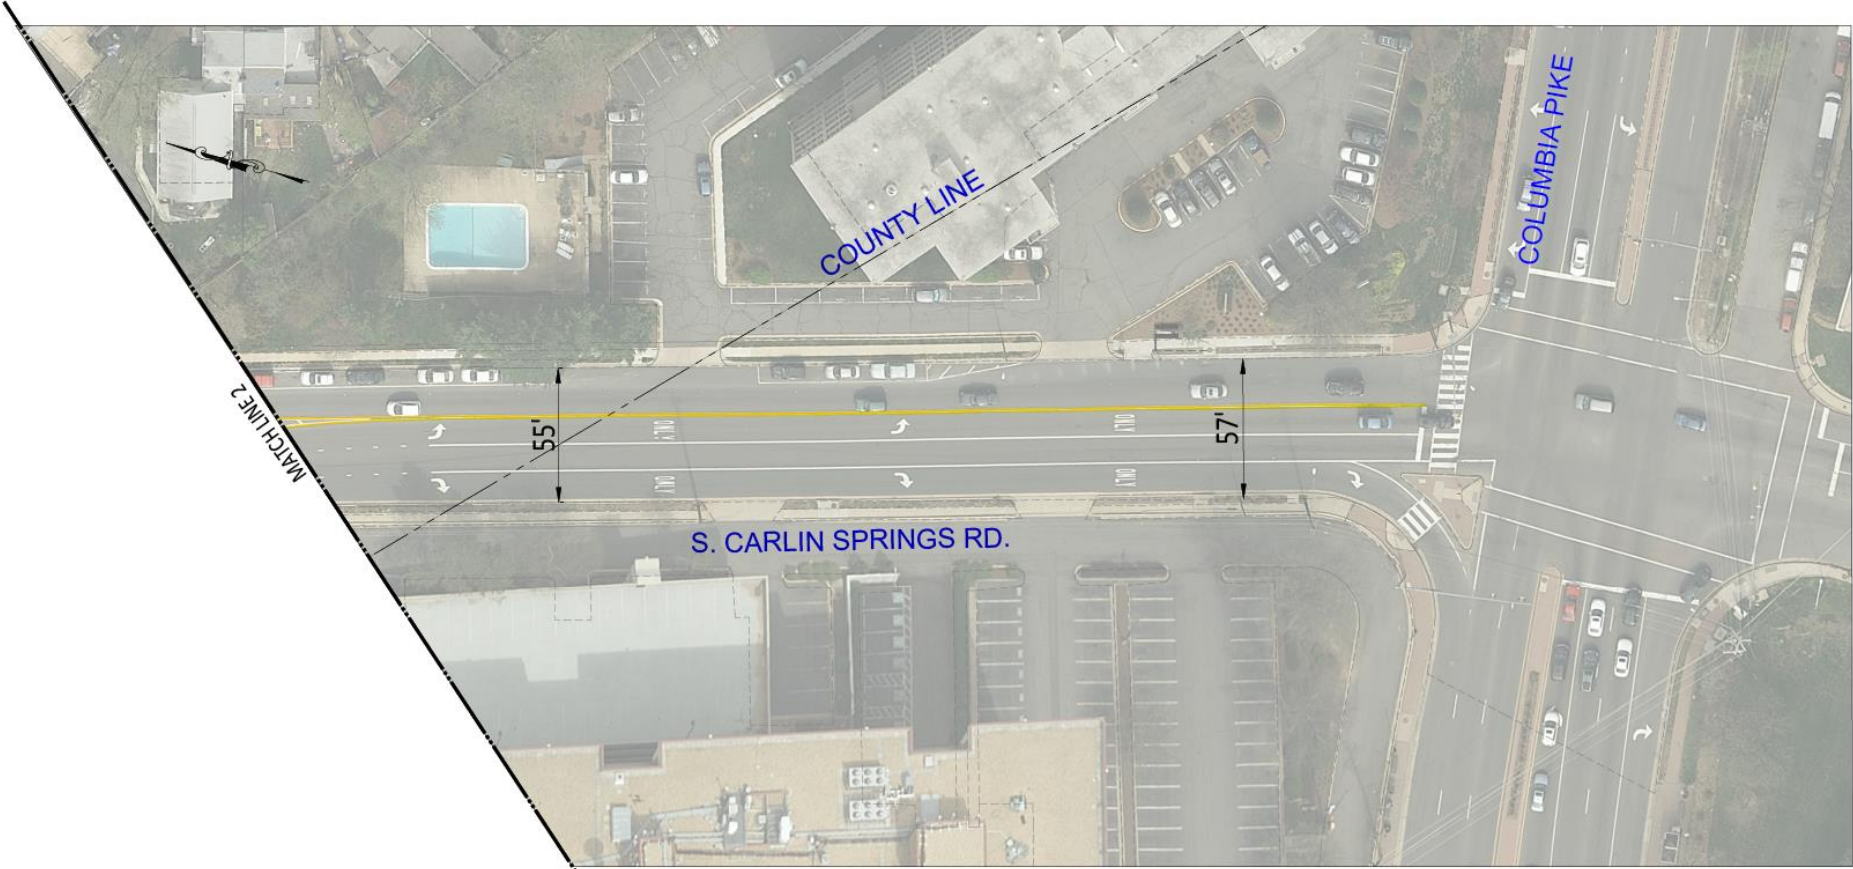 COLUMBIA PIKE
COUNTY LINE
MATCH LINE 2
55'
57'
ONLY
ONLY
ONLY
ONLY
S. CARLIN SPRINGS RD.